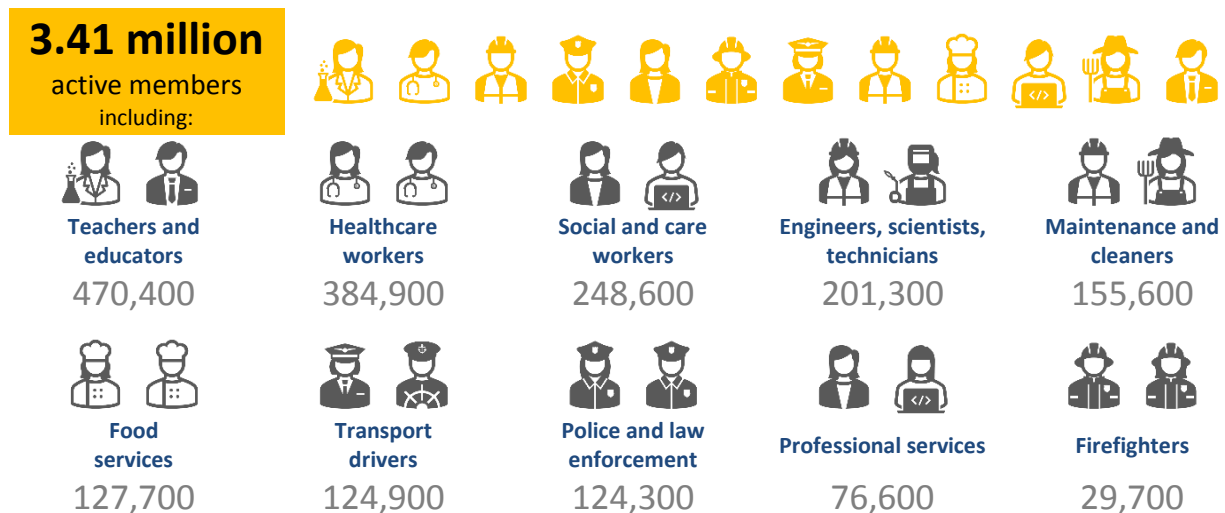 3.41 million
active members
including:
</>
Teachers and
educators
470,400
Healthcare
workers
384,900
</>
Social and care
workers
248,600
Engineers, scientists,
technicians
201,300
Maintenance and
cleaners
155,600
Food
services
127,700
Transport
drivers
124,900
Police and law
enforcement
124,300
</>
Professional services
76,600
Firefighters
29,700